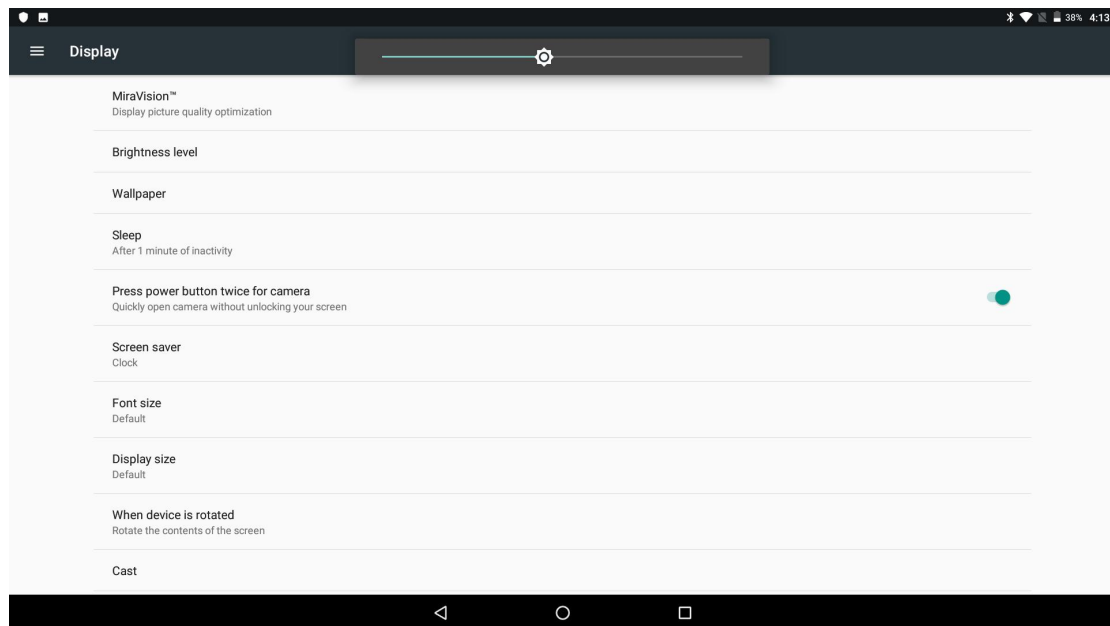 38% 4:13
Display
MiraVision™
Display picture quality optimization
Brightness level
Wallpaper
Sleep
After 1 minute of inactivity
Press power button twice for camera
Quickly open camera without unlocking your screen
Screen saver
Clock
Font size
Default
Display size
Default
When device is rotated
Rotate the contents of the screen
Cast